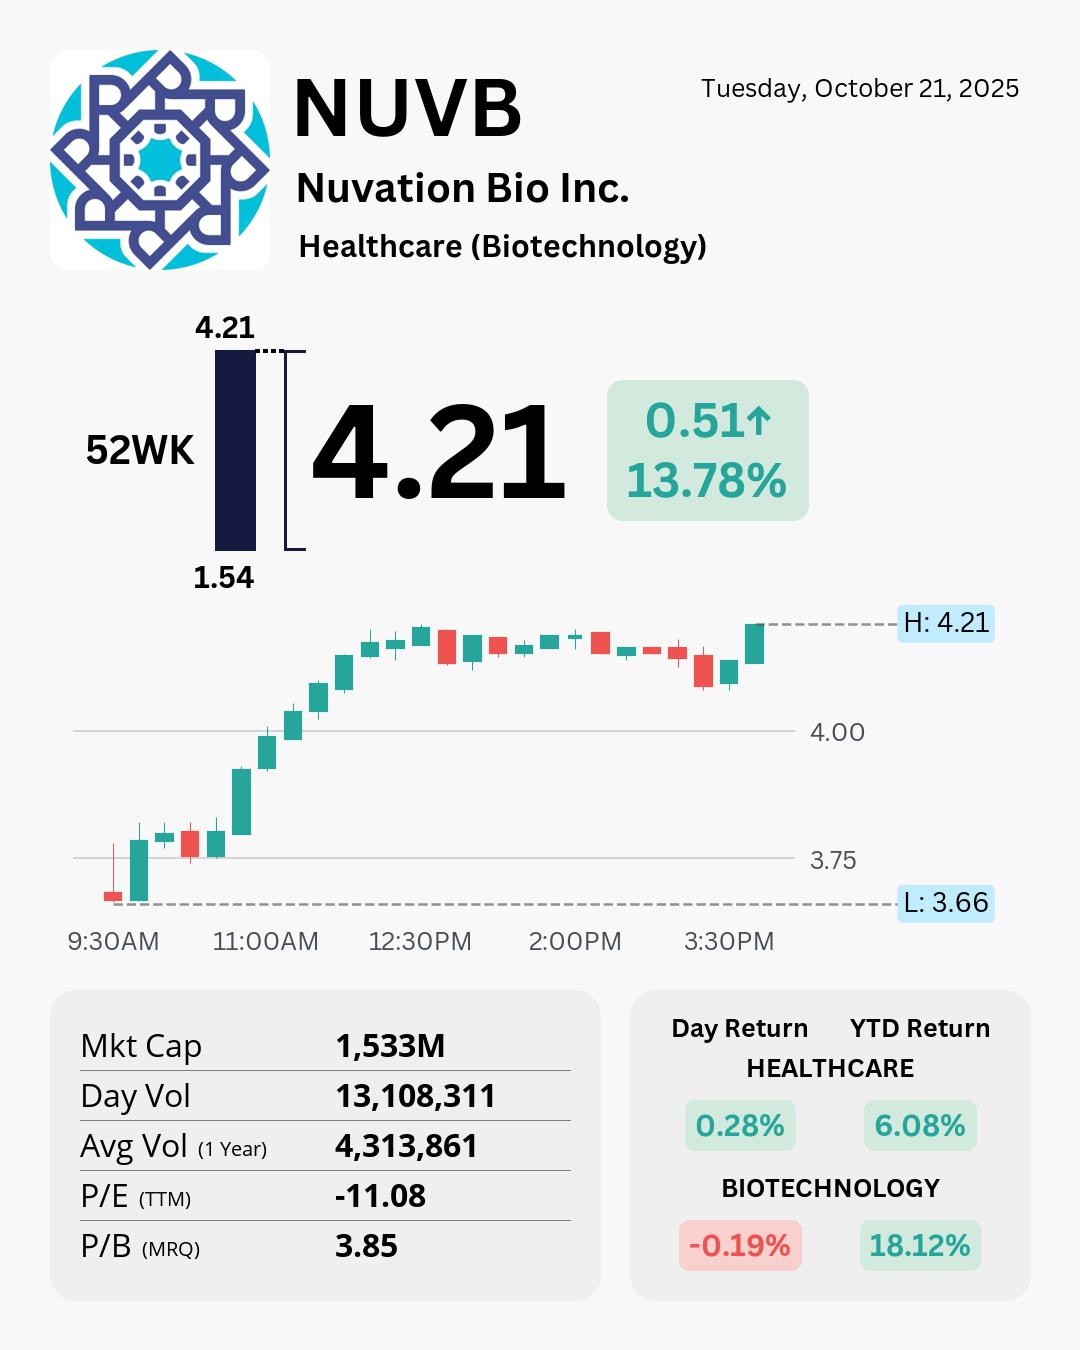 NUVB
Tuesday, October 21, 2025
Nuvation Bio Inc.
Healthcare (Biotechnology)
4.21
52WK
4.21
0.51↑
13.78%
1.54
H: 4.21
4.00
3.75
L: 3.66
9:30AM 11:00AM 12:30PM 2:00PM 3:30PM
Mkt Cap 1,533M
Day Vol 13,108,311
Avg Vol (1 Year) 4,313,861
P/E (TTM) -11.08
P/B (MRQ) 3.85
Day Return YTD Return
HEALTHCARE
0.28% 6.08%
BIOTECHNOLOGY
-0.19% 18.12%